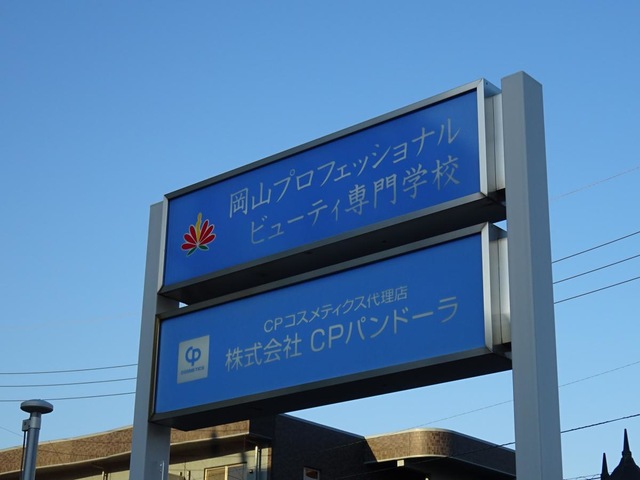 岡山プロフェッショナル
ビューティ専門学校
CPコスメティクス代理店
株式会社 CPパンドーラ
cp
COSMETICS